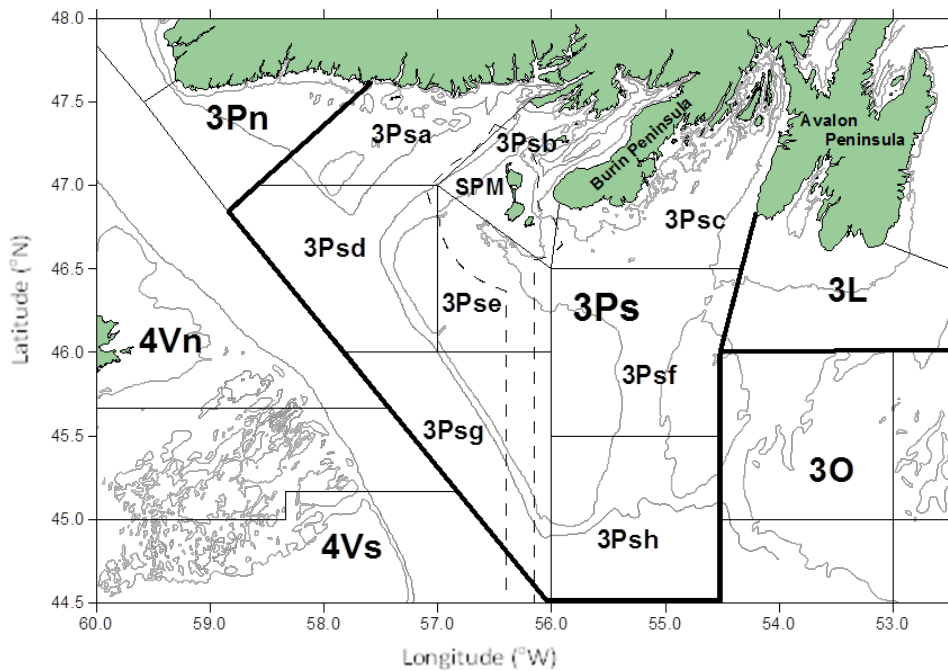 48.0
47.5
47.0
46.5
46.0
45.5
45.0
44.5
Latitude (°N)
3Pn
3Psa
3Psb
SPM
Burin Peninsula
Avalon
Peninsula
3Psc
3Psd
3Pse
3Ps
3L
4Vn
3Psf
3Psg
3O
4Vs
3Psh
60.0
59.0
58.0
57.0
56.0
55.0
54.0
53.0
Longitude (°W)